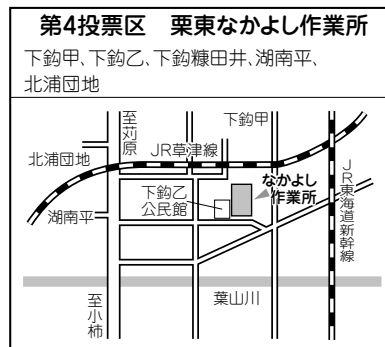 第4投票区　栗東なかよし作業所
下鈎甲、下鈎乙、下鈎糠田井、湖南平、
北浦団地
至苅原
下鈎甲
JR草津線
北浦団地
なかよし
作業所
下鈎乙
公民館
湖南平
JR東海道新幹線
至小柿
葉山川